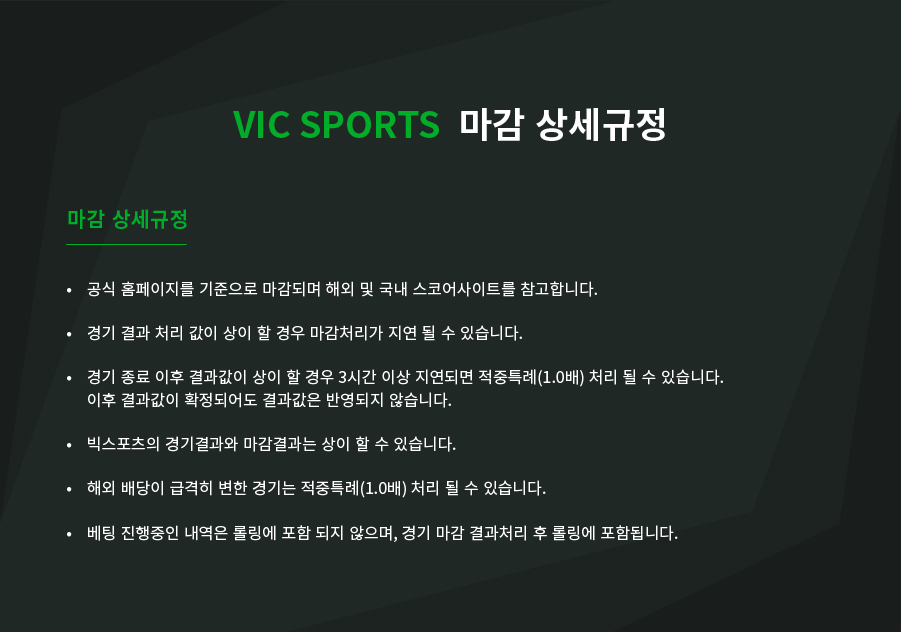 VIC SPORTS 마감 상세규정
마감 상세규정
• 공식 홈페이지를 기준으로 마감되며 해외 및 국내 스코어사이트를 참고합니다.
• 경기 결과 처리 값이 상이 할 경우 마감처리가 지연 될 수 있습니다.
• 경기 종료 이후 결과값이 상이 할 경우 3시간 이상 지연되면 적중특례(1.0배) 처리 될 수 있습니다.
이후 결과값이 확정되어도 결과값은 반영되지 않습니다.
• 빅스포츠의 경기결과와 마감결과는 상이 할 수 있습니다.
• 해외 배당이 급격히 변한 경기는 적중특례(1.0배) 처리 될 수 있습니다.
• 베팅 진행중인 내역은 롤링에 포함 되지 않으며, 경기 마감 결과처리 후 롤링에 포함됩니다.